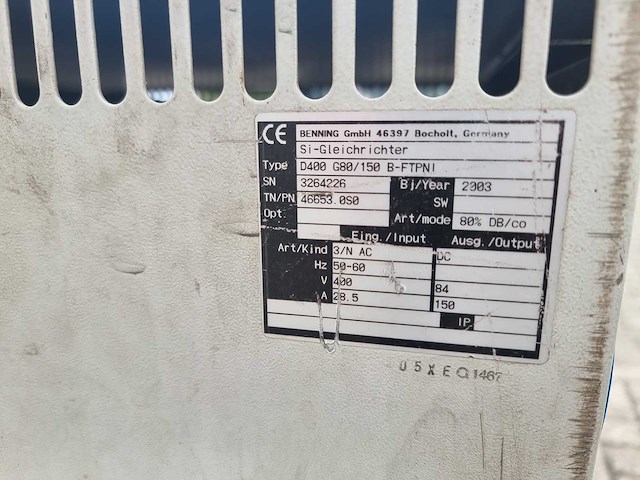 CE BENNING GmbH 46397 Bocholt, Germany
Si-Gleichrichter
Type D400 G80/150 B-FTPNI
SN 3264226 Bj/Year 2003
TN/PN 46653.0S0 SW
Opt. Art/mode 80% DB/co
Eing./Input Ausg./Output
Art/Kind 3/N AC DC
Hz 50-60
V 400 84
A 28.5 150
IP
05XEQ1467